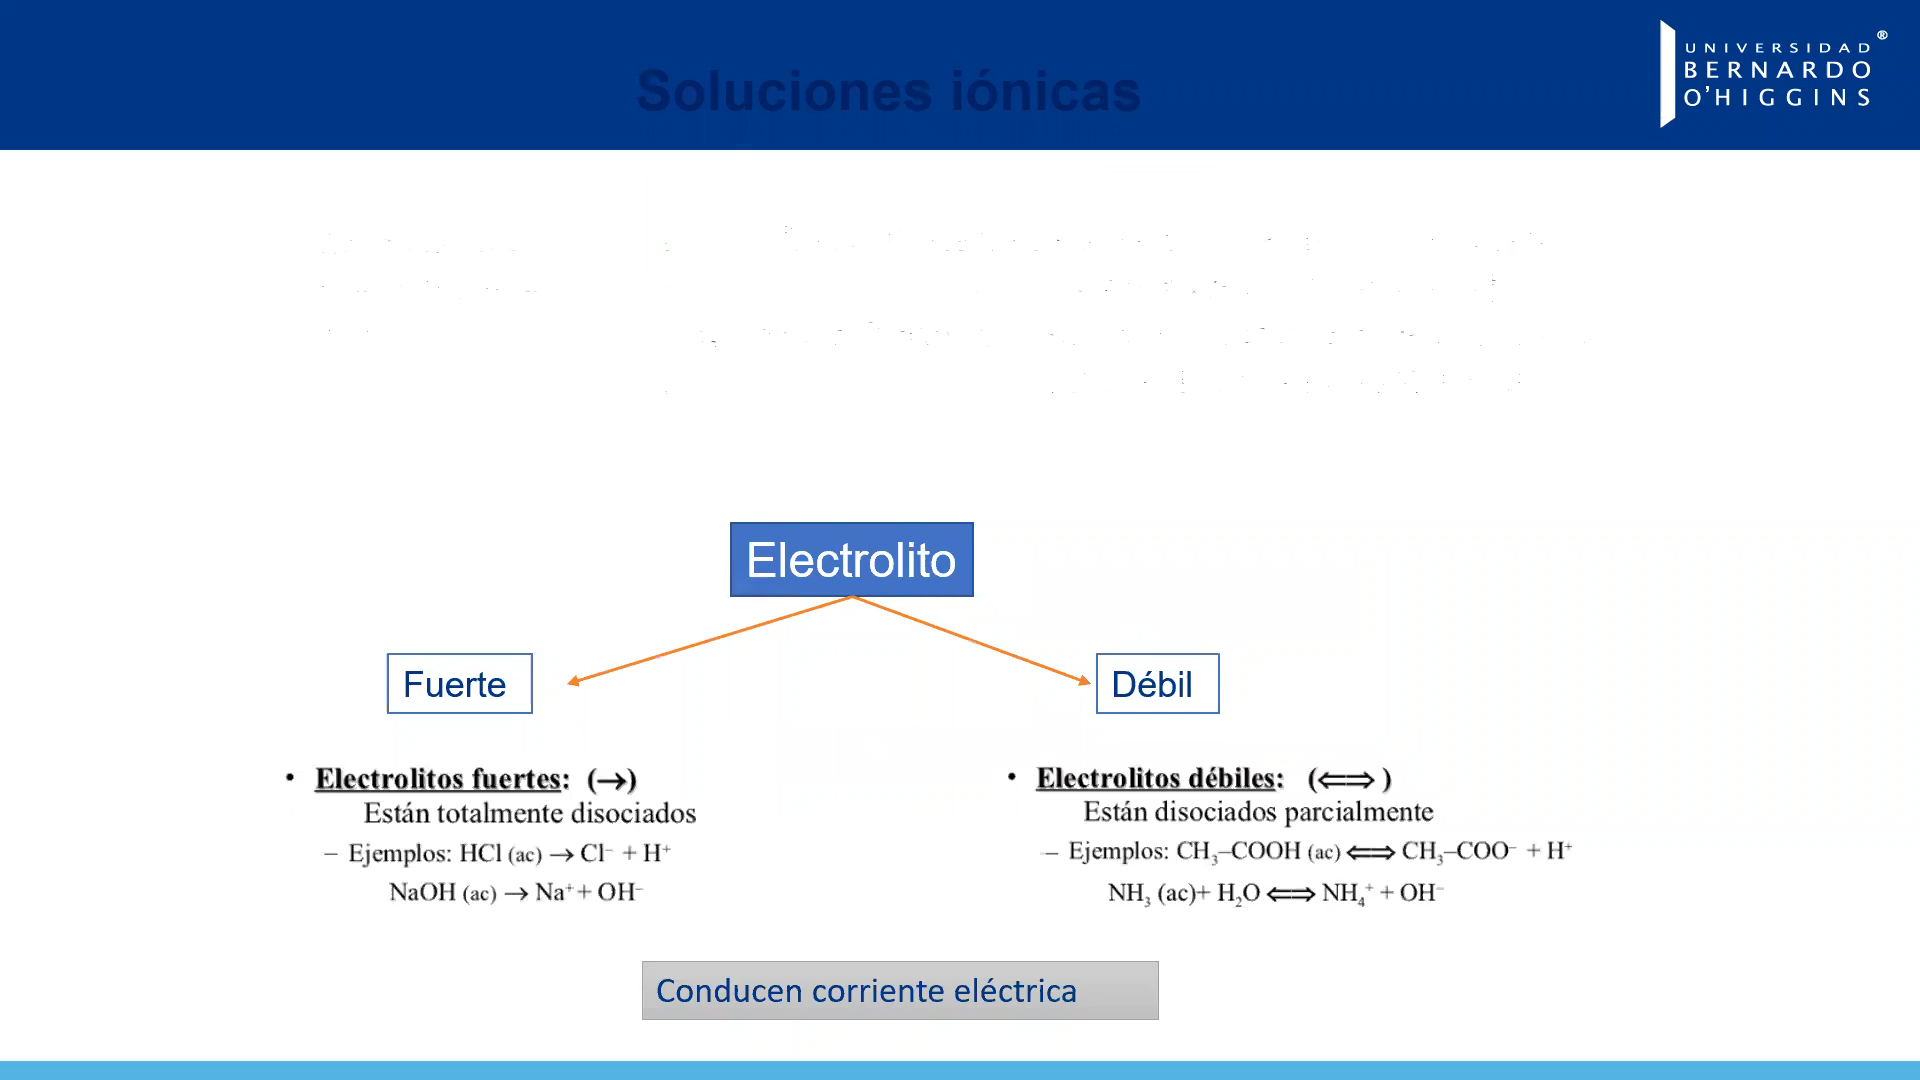 Soluciones iónicas
UNIVERSIDAD ®
BERNARDO
O'HIGGINS
Electrolito
Fuerte
Débil
• Electrolitos fuertes: (→)
Están totalmente disociados
– Ejemplos: HCl (ac) → Cl⁻ + H⁺
NaOH (ac) → Na⁺ + OH⁻
• Electrolitos débiles: (⟺ )
Están disociados parcialmente
– Ejemplos: CH₃–COOH (ac) ⟺ CH₃–COO⁻ + H⁺
NH₃ (ac)+ H₂O ⟺ NH₄⁺ + OH⁻
Conducen corriente eléctrica